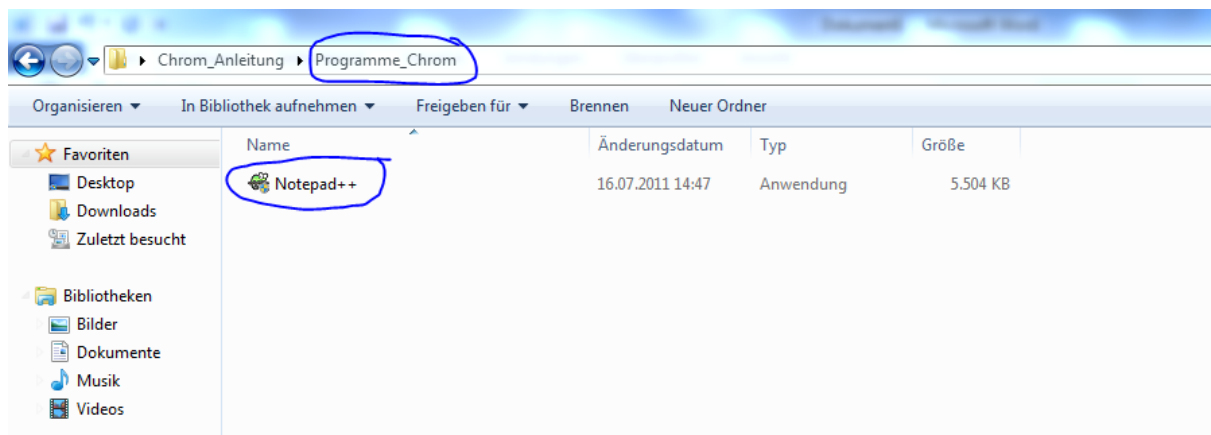 Chrom_Anleitung Programme_Chrom
Organisieren In Bibliothek aufnehmen Freigeben für Brennen Neuer Ordner
Name Änderungsdatum Typ Größe
Favoriten
Notepad++ 16.07.2011 14:47 Anwendung 5.504 KB
Desktop
Downloads
Zuletzt besucht
Bibliotheken
Bilder
Dokumente
Musik
Videos